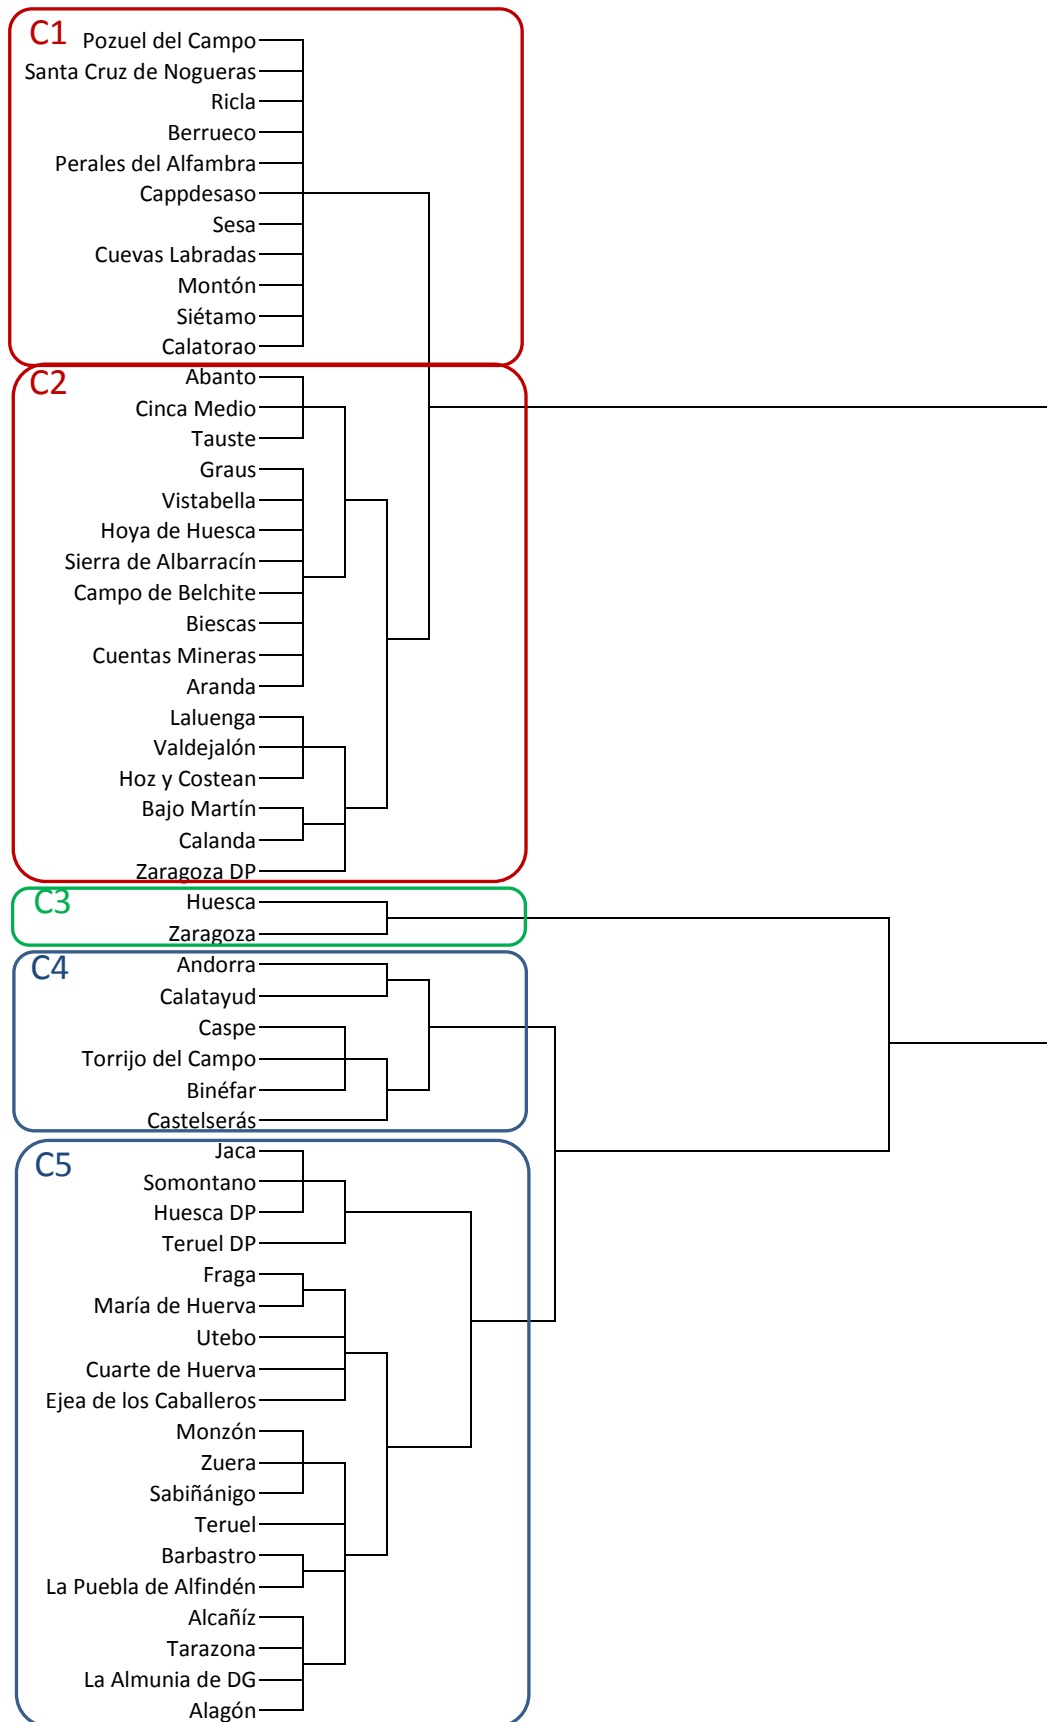 C1
Pozuel del Campo
Santa Cruz de Nogueras
Ricla
Berrueco
Perales del Alfambra
Cappdesaso
Sesa
Cuevas Labradas
Montón
Siétamo
Calatorao
C2
Abanto
Cinca Medio
Tauste
Graus
Vistabella
Hoya de Huesca
Sierra de Albarracín
Campo de Belchite
Biescas
Cuentas Mineras
Aranda
Laluenga
Valdejalón
Hoz y Costean
Bajo Martín
Calanda
Zaragoza DP
C3
Huesca
Zaragoza
C4
Andorra
Calatayud
Caspe
Torrijo del Campo
Binéfar
Castelserás
C5
Jaca
Somontano
Huesca DP
Teruel DP
Fraga
María de Huerva
Utebo
Cuarte de Huerva
Ejea de los Caballeros
Monzón
Zuera
Sabiñánigo
Teruel
Barbastro
La Puebla de Alfindén
Alcañíz
Tarazona
La Almunia de DG
Alagón